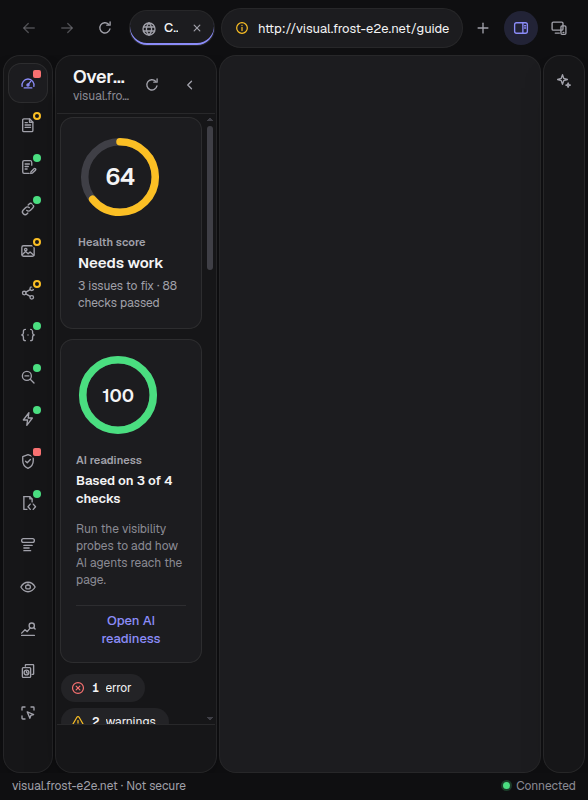 C..
http://visual.frost-e2e.net/guide
Over...
visual.fro...
64
Health score
Needs work
3 issues to fix · 88
checks passed
100
AI readiness
Based on 3 of 4
checks
Run the visibility
probes to add how
AI agents reach the
page.
Open AI
readiness
1 error
2 warnings
visual.frost-e2e.net · Not secure
Connected